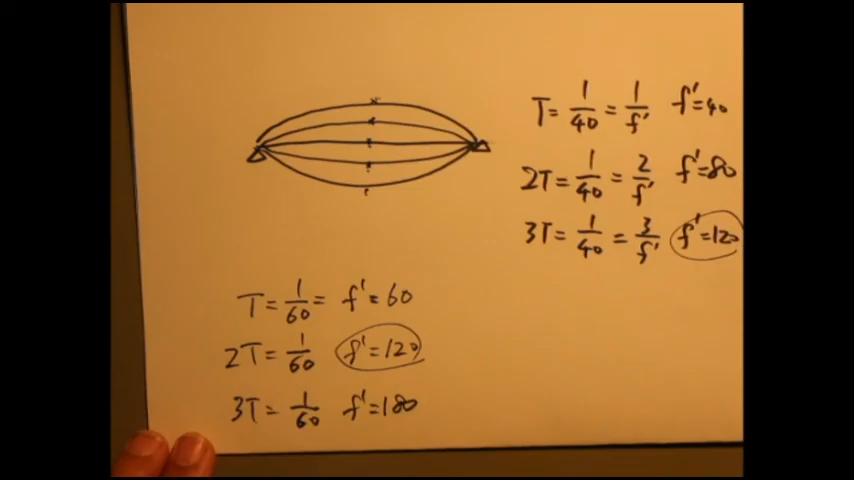 T = 1/40 = 1/f' f' = 40
2T = 1/40 = 2/f' f' = 80
3T = 1/40 = 3/f' f' = 120
T = 1/60 = f' = 60
2T = 1/60 f' = 120
3T = 1/60 f' = 180